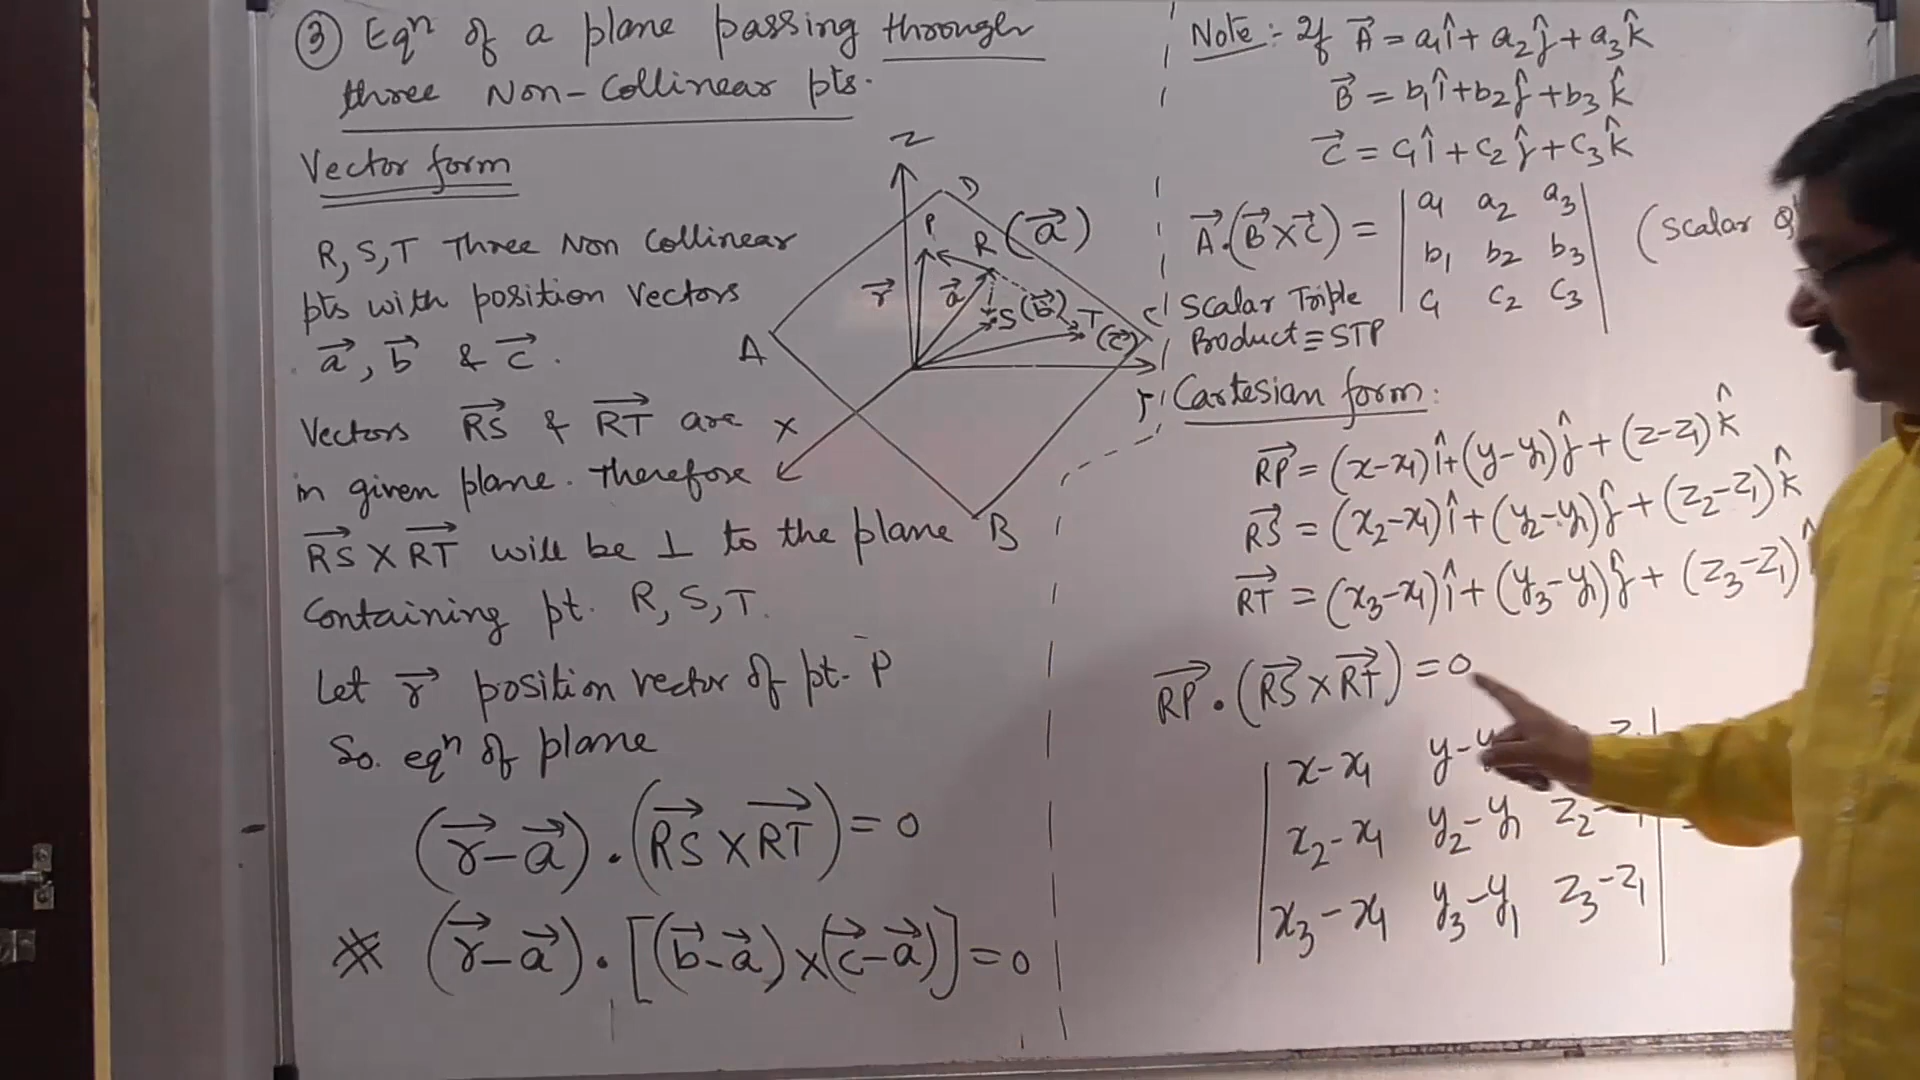 ③ Eqⁿ of a plane passing through
three Non-Collinear pts.
Vector form
R, S, T Three Non Collinear
pts with position vectors
a⃗, b⃗ & c⃗.
Vectors RS⃗ & RT⃗ are
in given plane. Therefore
RS⃗ × RT⃗ will be ⊥ to the plane
Containing pt. R, S, T.
Let r⃗ position vector of pt. P
So. eqⁿ of plane
(r⃗ - a⃗) . (RS⃗ × RT⃗) = 0
* (r⃗ - a⃗) . [(b⃗ - a⃗) × (c⃗ - a⃗)] = 0
Z
D
P
R (a⃗)
r⃗
a⃗
S (b⃗)
T (c⃗)
C
A
Y
X
B
Note :- If A⃗ = a₁î + a₂ĵ + a₃k̂
B⃗ = b₁î + b₂ĵ + b₃k̂
C⃗ = c₁î + c₂ĵ + c₃k̂
A⃗ . (B⃗ × C⃗) = | a₁ a₂ a₃ | (Scalar
| b₁ b₂ b₃ |
| c₁ c₂ c₃ |
Scalar Triple
Product ≡ STP
Cartesian form :
RP⃗ = (x - x₁)î + (y - y₁)ĵ + (z - z₁)k̂
RS⃗ = (x₂ - x₁)î + (y₂ - y₁)ĵ + (z₂ - z₁)k̂
RT⃗ = (x₃ - x₁)î + (y₃ - y₁)ĵ + (z₃ - z₁)
RP⃗ . (RS⃗ × RT⃗) = 0
| x - x₁ y - y z₁ |
| x₂ - x₁ y₂ - y₁ z₂ - |
| x₃ - x₁ y₃ - y₁ z₃ - z₁ |